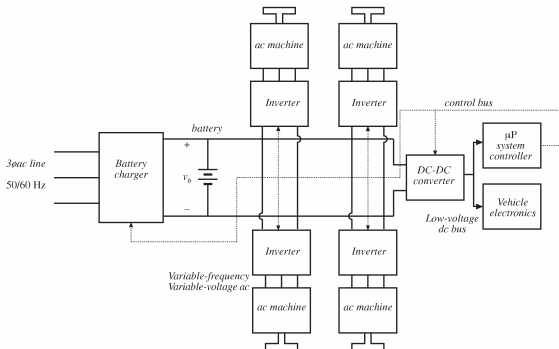 ac machine
ac machine
Inverter
Inverter
control bus
battery
+
3øac line
50/60 Hz
Battery
charger
v_b
–
DC-DC
converter
μP
system
controller
Low-voltage
dc bus
Vehicle
electronics
Inverter
Inverter
Variable-frequency
Variable-voltage ac
ac machine
ac machine